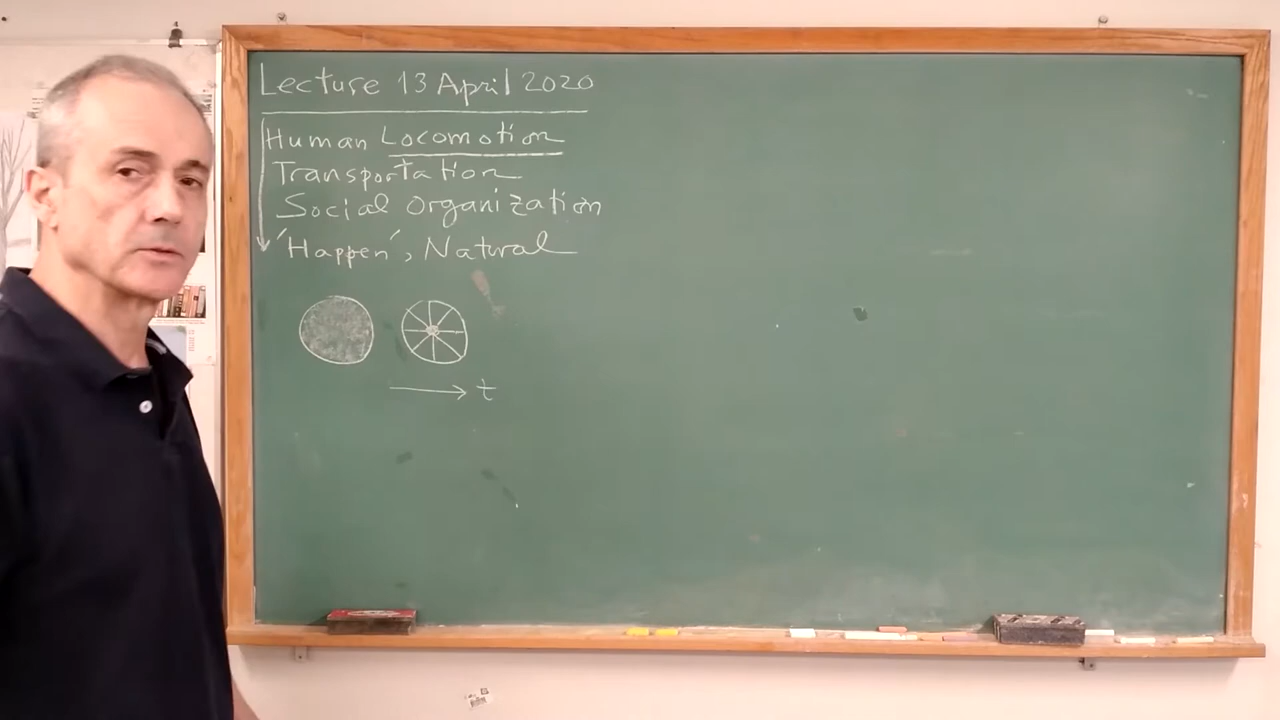 Lecture 13 April 2020
Human Locomotion
Transportation
Social Organization
'Happen', Natural
t